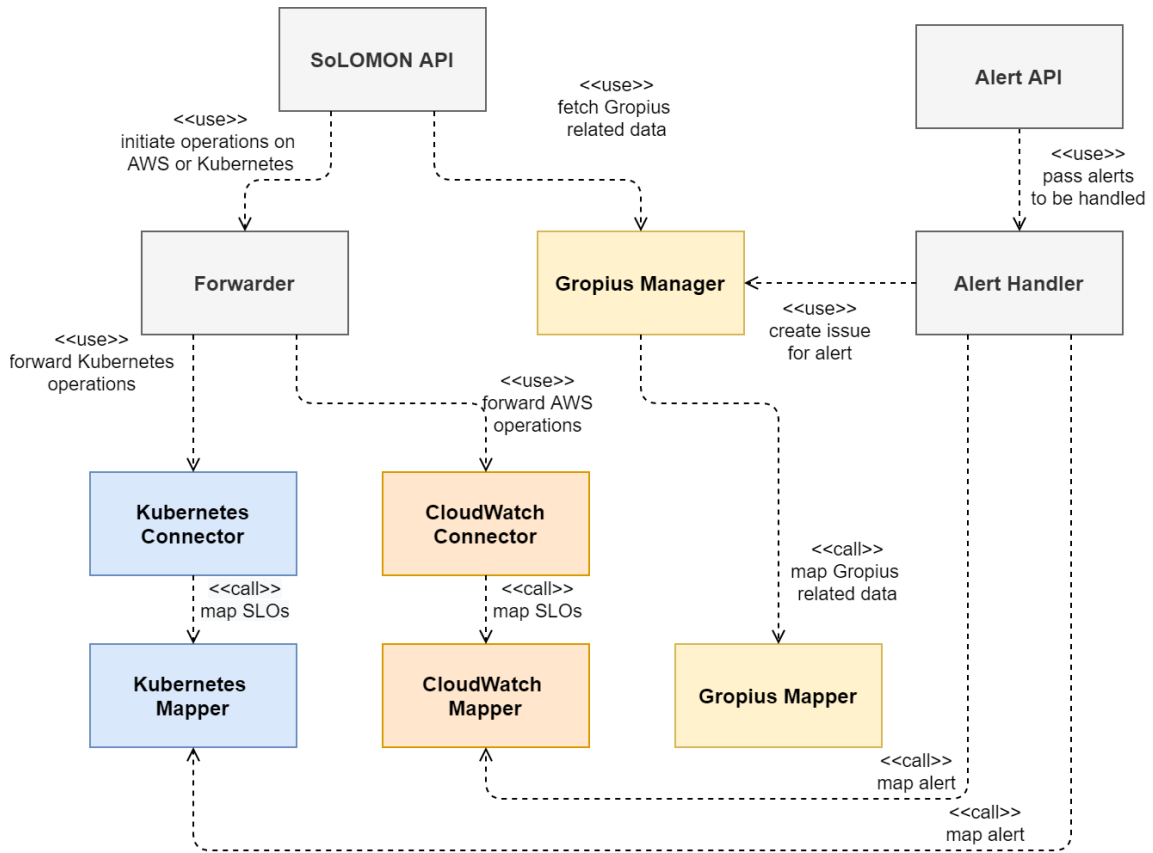 SoLOMON API
Alert API
<<use>>
initiate operations on
AWS or Kubernetes
<<use>>
fetch Gropius
related data
<<use>>
pass alerts
to be handled
Forwarder
Gropius Manager
Alert Handler
<<use>>
create issue
for alert
<<use>>
forward Kubernetes
operations
<<use>>
forward AWS
operations
Kubernetes
Connector
CloudWatch
Connector
<<call>>
map SLOs
<<call>>
map SLOs
<<call>>
map Gropius
related data
Kubernetes
Mapper
CloudWatch
Mapper
Gropius Mapper
<<call>>
map alert
<<call>>
map alert